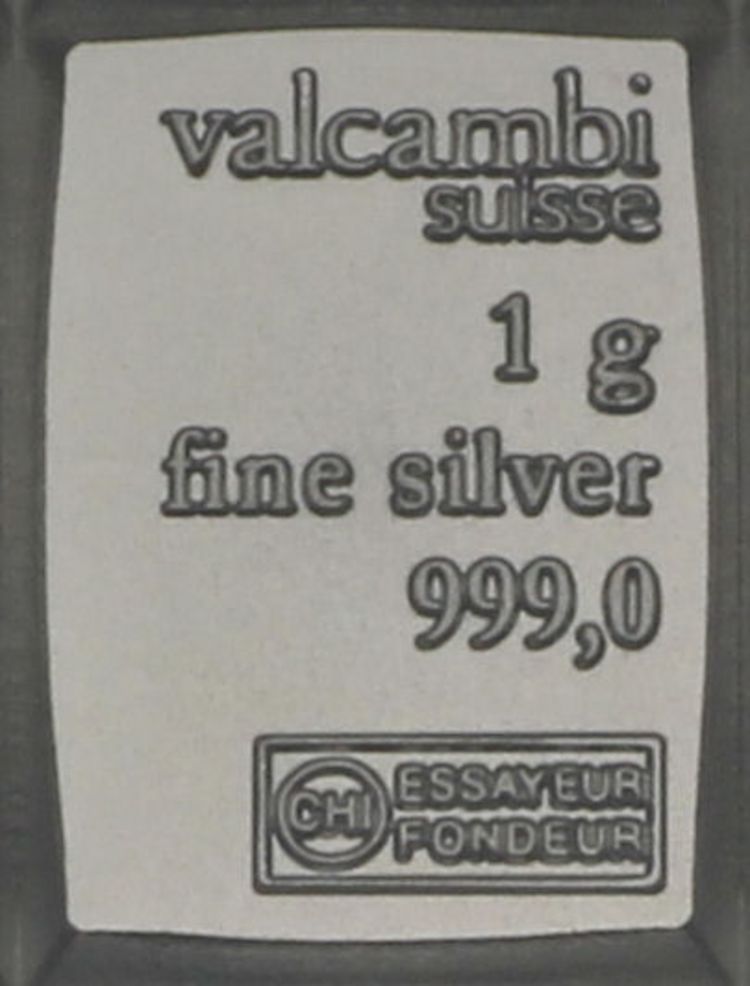 valcambi
suisse
1 g
fine silver
999,0
CHI ESSAYEUR
FONDEUR